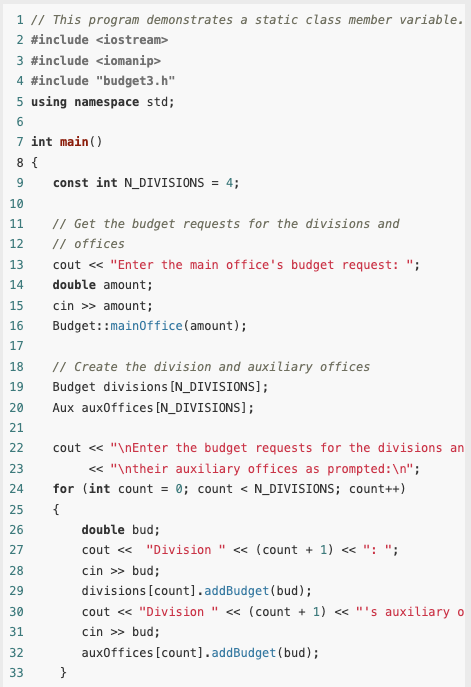 1 // This program demonstrates a static class member variable.
2 #include <iostream>
3 #include <iomanip>
4 #include "budget3.h"
5 using namespace std;
6
7 int main()
8 {
9    const int N_DIVISIONS = 4;
10
11    // Get the budget requests for the divisions and
12    // offices
13    cout << "Enter the main office's budget request: ";
14    double amount;
15    cin >> amount;
16    Budget::mainOffice(amount);
17
18    // Create the division and auxiliary offices
19    Budget divisions[N_DIVISIONS];
20    Aux auxOffices[N_DIVISIONS];
21
22    cout << "\nEnter the budget requests for the divisions an
23         << "\ntheir auxiliary offices as prompted:\n";
24    for (int count = 0; count < N_DIVISIONS; count++)
25    {
26        double bud;
27        cout <<  "Division " << (count + 1) << ": ";
28        cin >> bud;
29        divisions[count].addBudget(bud);
30        cout << "Division " << (count + 1) << "'s auxiliary o
31        cin >> bud;
32        auxOffices[count].addBudget(bud);
33     }